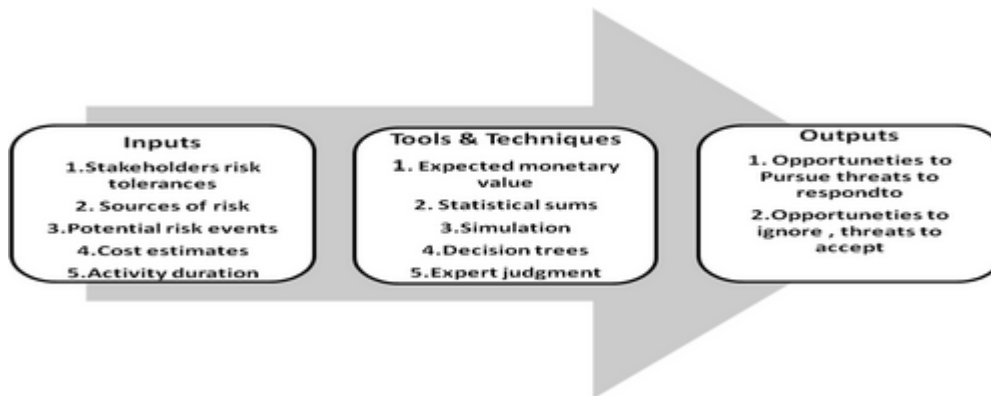 Inputs
1.Stakeholders risk
tolerances
2. Sources of risk
3.Potential risk events
4.Cost estimates
5.Activity duration
Tools & Techniques
1. Expected monetary
value
2. Statistical sums
3.Simulation
4.Decision trees
5.Expert judgment
Outputs
1. Opportuneties to
Pursue threats to
respondto
2.Opportuneties to
ignore , threats to
accept